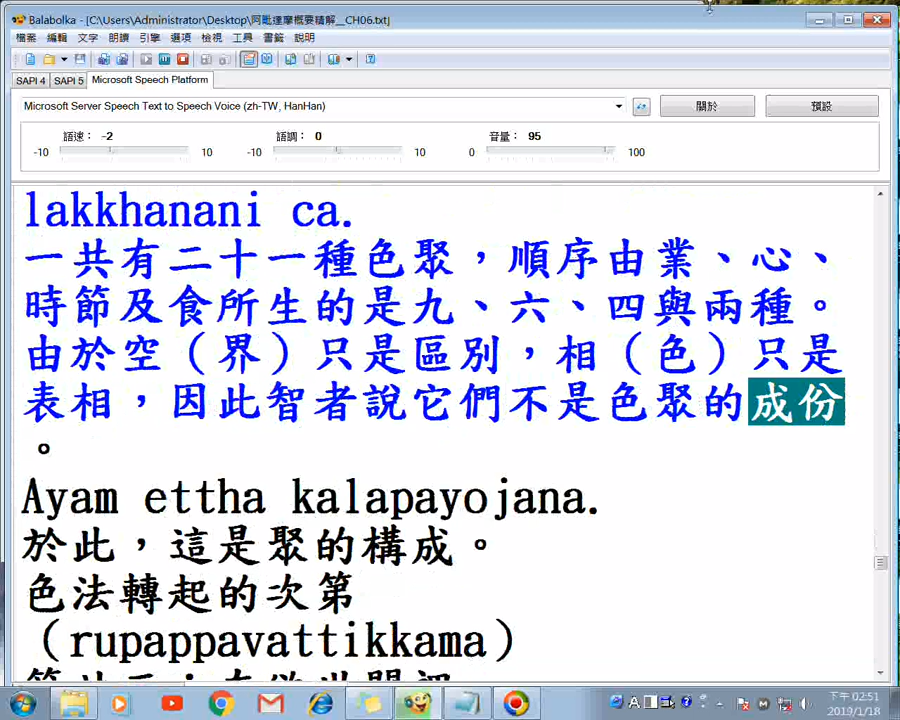 Balabolka - [C:\Users\Administrator\Desktop\阿毗達摩概要精解__CH06.txt]
檔案 編輯 文字 朗讀 引擎 選項 檢視 工具 書籤 說明
SAPI 4 SAPI 5 Microsoft Speech Platform
Microsoft Server Speech Text to Speech Voice (zh-TW, HanHan) 關於 預設
語速： -2 語調： 0 音量： 95
-10 10 -10 10 0 100
lakkhanani ca.
一共有二十一種色聚，順序由業、心、
時節及食所生的是九、六、四與兩種。
由於空（界）只是區別，相（色）只是
表相，因此智者說它們不是色聚的成份
。
Ayam ettha kalapayojana.
於此，這是聚的構成。
色法轉起的次第
（rupappavattikkama）
下午 02:51
2019/1/18